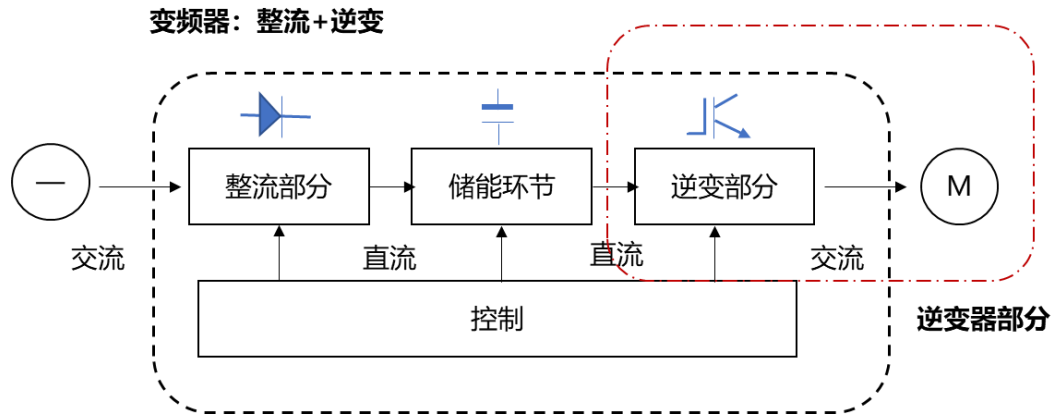 变频器：整流+逆变
整流部分
储能环节
逆变部分
M
交流
直流
直流
交流
控制
逆变器部分